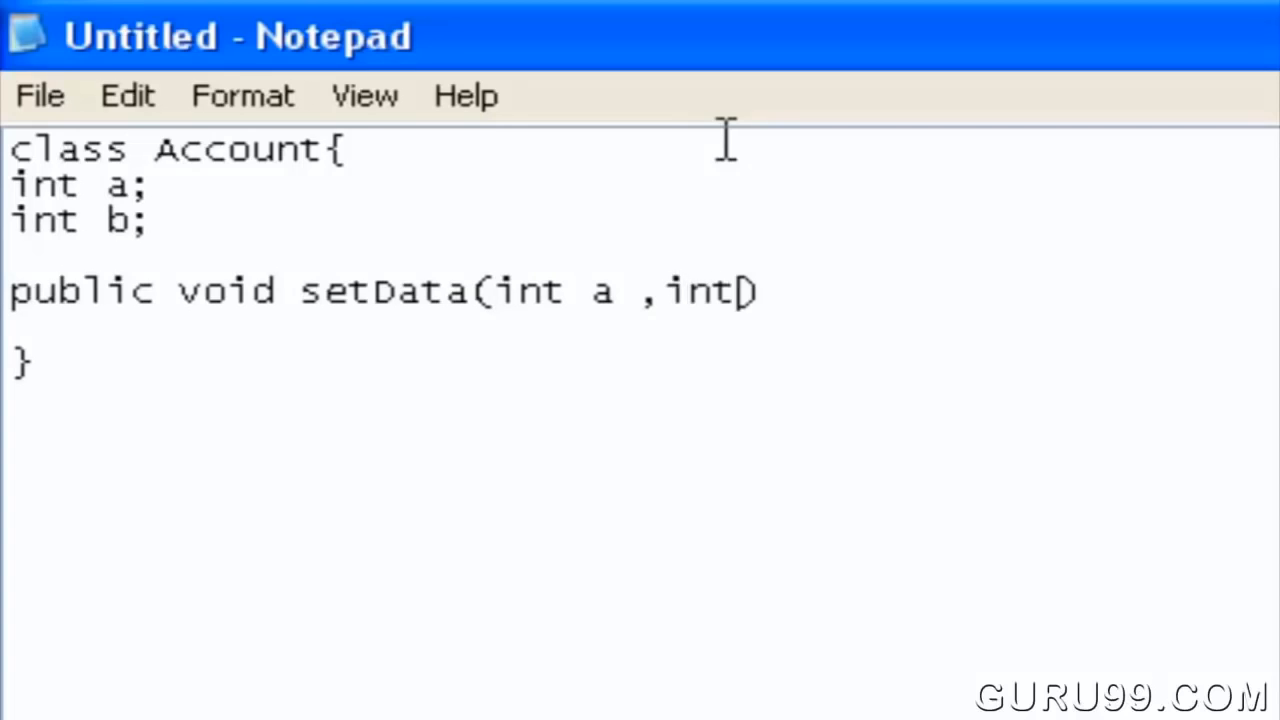 Untitled - Notepad
File Edit Format View Help
class Account{
int a;
int b;
public void setData(int a ,int)
}
GURU99.COM